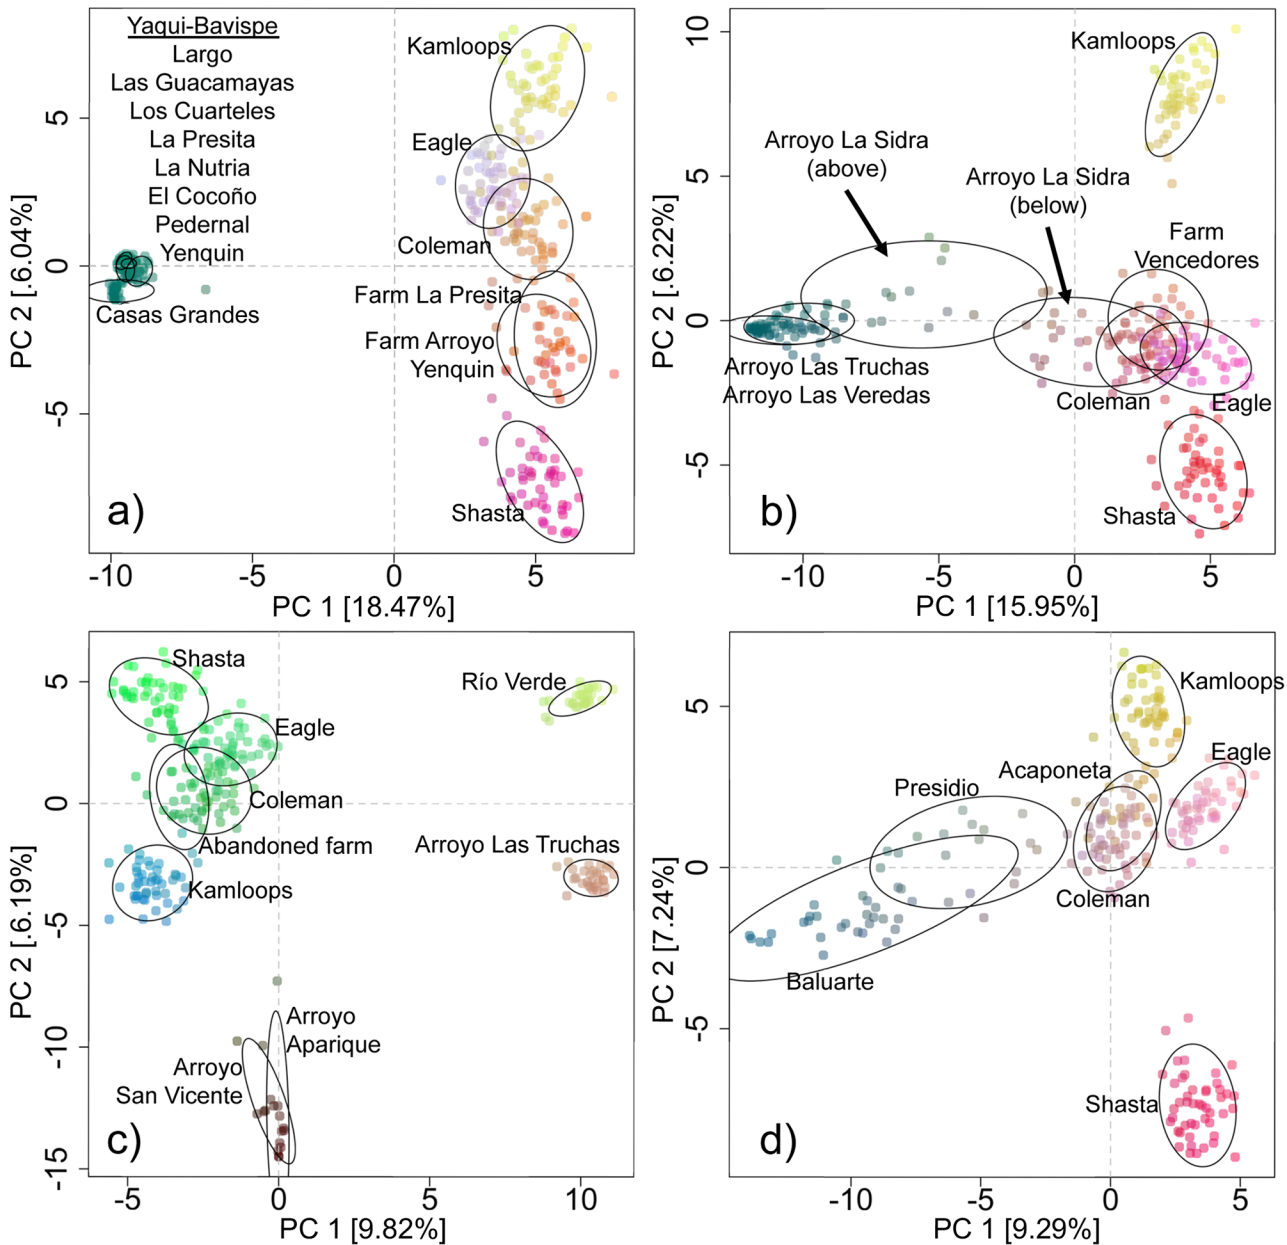 Yaqui-Bavispe
Largo
Las Guacamayas
Los Cuarteles
La Presita
La Nutria
El Cocoño
Pedernal
Yenquin
Casas Grandes
Kamloops
Eagle
Coleman
Farm La Presita
Farm Arroyo
Yenquin
Shasta
a)
5
0
-5
PC 2 [.6.04%]
-10
-5
0
5
PC 1 [18.47%]
Kamloops
Arroyo La Sidra
(above)
Arroyo La Sidra
(below)
Farm
Vencedores
Arroyo Las Truchas
Arroyo Las Veredas
Coleman
Eagle
Shasta
b)
10
5
0
-5
PC 2 [.6.22%]
-10
-5
0
5
PC 1 [15.95%]
Shasta
Eagle
Coleman
Abandoned farm
Kamloops
Río Verde
Arroyo Las Truchas
Arroyo
Aparique
Arroyo
San Vicente
c)
5
0
-5
-10
-15
PC 2 [.6.19%]
-5
0
5
10
PC 1 [9.82%]
Kamloops
Eagle
Acaponeta
Presidio
Coleman
Baluarte
Shasta
d)
5
0
-5
PC 2 [7.24%]
-10
-5
0
5
PC 1 [9.29%]